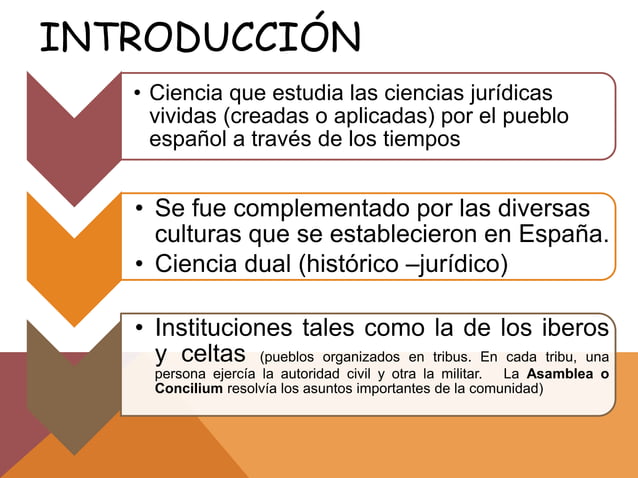 INTRODUCCIÓN
• Ciencia que estudia las ciencias jurídicas
vividas (creadas o aplicadas) por el pueblo
español a través de los tiempos
• Se fue complementado por las diversas
culturas que se establecieron en España.
• Ciencia dual (histórico –jurídico)
• Instituciones tales como la de los iberos
y celtas (pueblos organizados en tribus. En cada tribu, una
persona ejercía la autoridad civil y otra la militar. La Asamblea o
Concilium resolvía los asuntos importantes de la comunidad)